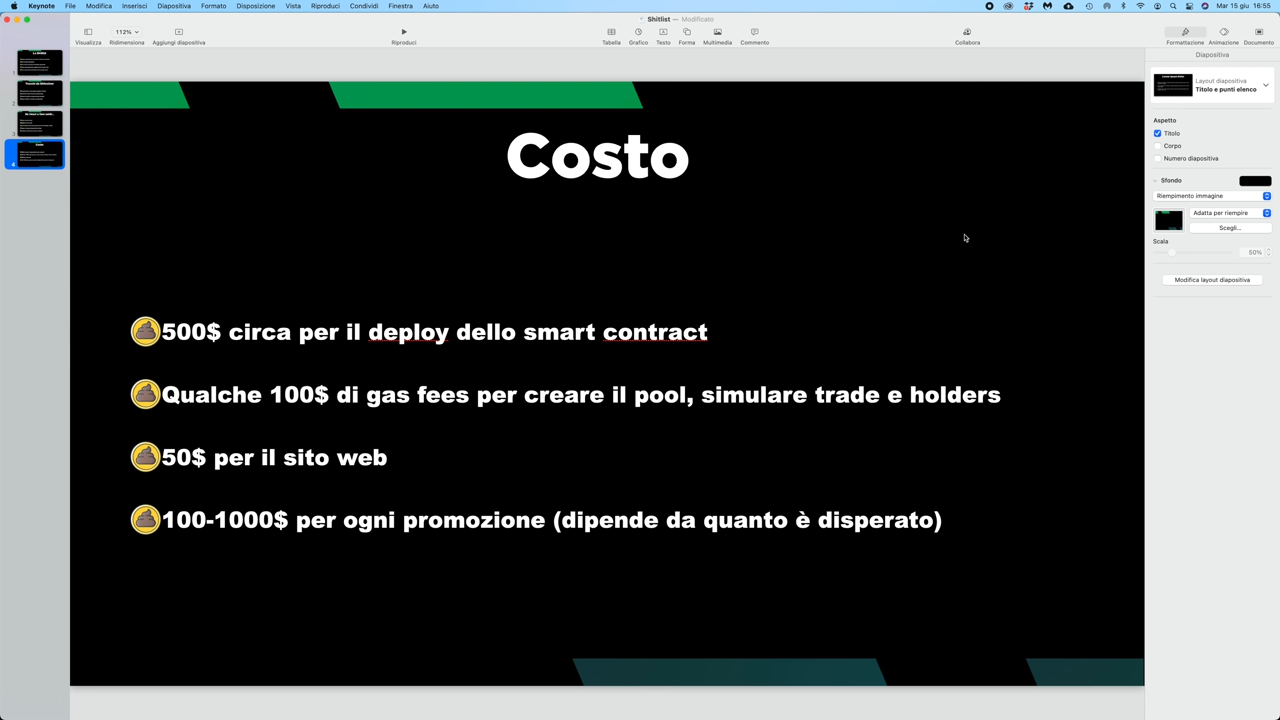 Keynote File Modifica Inserisci Diapositiva Formato Disposizione Vista Riproduci Condividi Finestra Aiuto Mar 15 giu 16:55
Shitlist — Modificato
112%
Visualizza Ridimensiona Aggiungi diapositiva Riproduci Tabella Grafico Testo Forma Multimedia Commento Collabora Formattazione Animazione Documento
Diapositiva
Layout diapositiva
Titolo e punti elenco
Aspetto
Titolo
Corpo
Numero diapositiva
Sfondo
Riempimento immagine
Adatta per riempire
Scegli...
Scala
50%
Modifica layout diapositiva
1
2
3
4
Costo
500$ circa per il deploy dello smart contract
Qualche 100$ di gas fees per creare il pool, simulare trade e holders
50$ per il sito web
100-1000$ per ogni promozione (dipende da quanto è disperato)